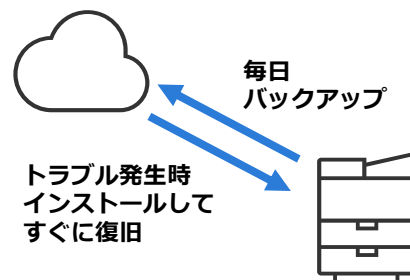 毎日
バックアップ
トラブル発生時
インストールして
すぐに復旧